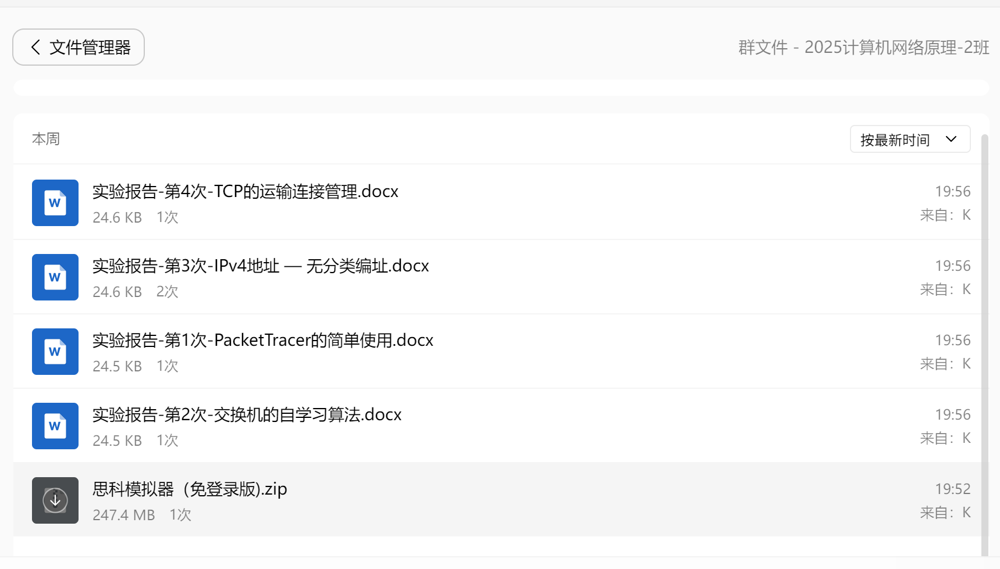 文件管理器
群文件 - 2025计算机网络原理-2班
本周
按最新时间
实验报告-第4次-TCP的运输连接管理.docx
19:56
24.6 KB 1次
来自：K
实验报告-第3次-IPv4地址 — 无分类编址.docx
19:56
24.6 KB 2次
来自：K
实验报告-第1次-PacketTracer的简单使用.docx
19:56
24.5 KB 1次
来自：K
实验报告-第2次-交换机的自学习算法.docx
19:56
24.5 KB 1次
来自：K
思科模拟器（免登录版).zip
19:52
247.4 MB 1次
来自：K